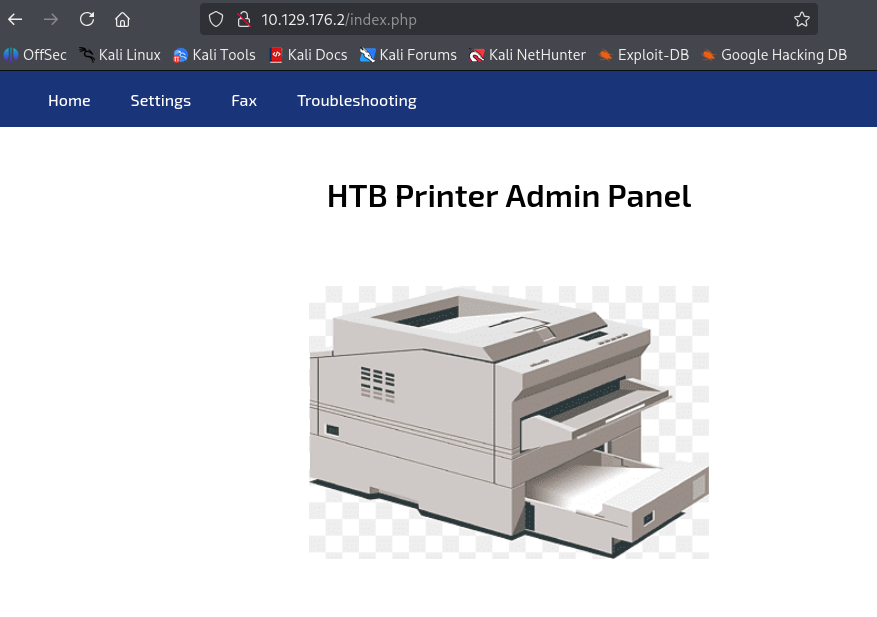 10.129.176.2/index.php
OffSec Kali Linux Kali Tools Kali Docs Kali Forums Kali NetHunter Exploit-DB Google Hacking DB
Home Settings Fax Troubleshooting
HTB Printer Admin Panel